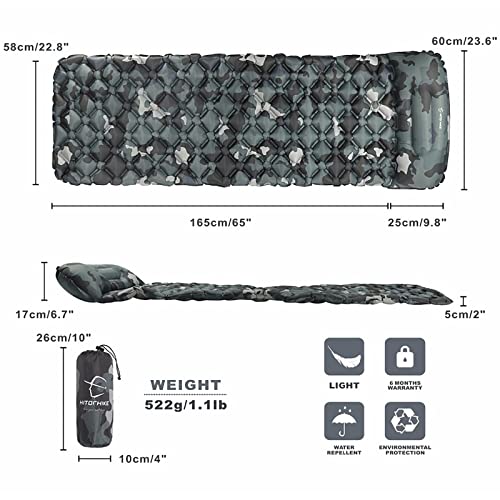 58cm/22.8"
60cm/23.6"
165cm/65"
25cm/9.8"
17cm/6.7"
5cm/2"
26cm/10"
HITORHIKE
10cm/4"
WEIGHT
522g/1.1lb
LIGHT
6 MONTHS
WARRANTY
WATER
REPELLENT
ENVIRONMENTAL
PROTECTION